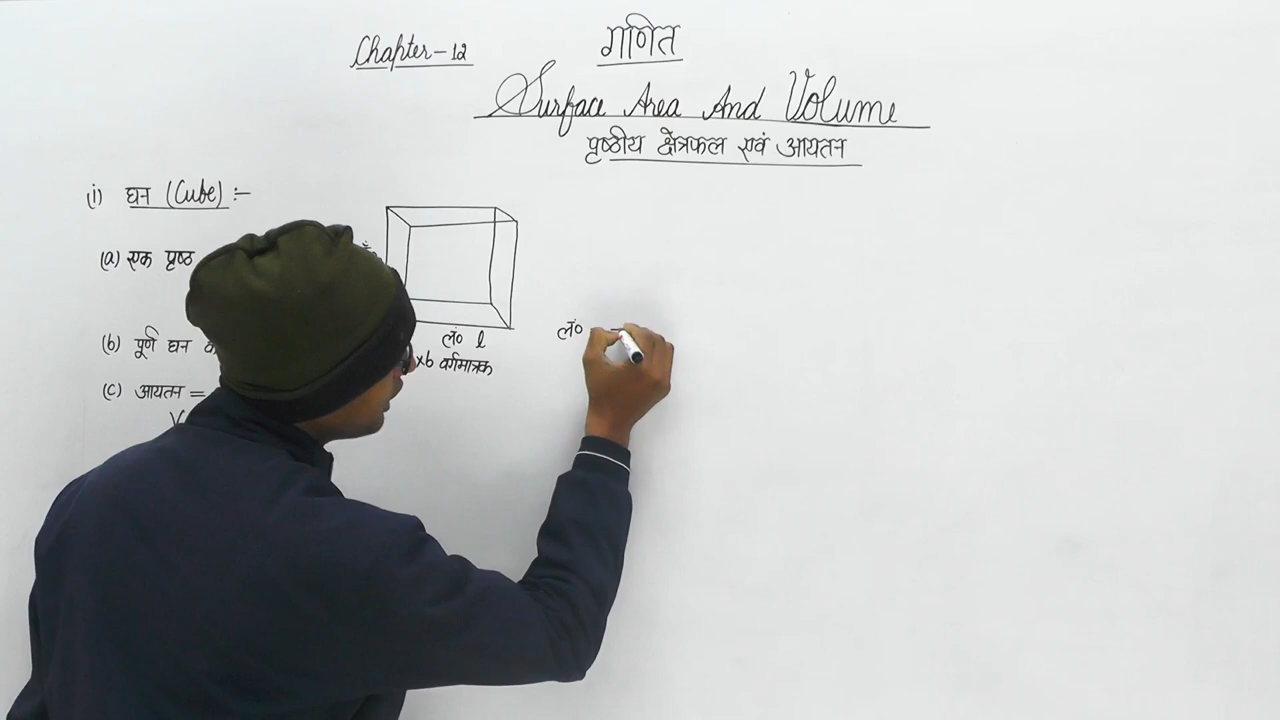 Chapter-12
गणित
Surface Area And Volume
पृष्ठीय क्षेत्रफल एवं आयतन
(i) घन (Cube) :-
(a) एक पृष्ठ
लं० l
लं०
(b) पूर्ण घन
×6 वर्गमात्रक
(c) आयतन =
V